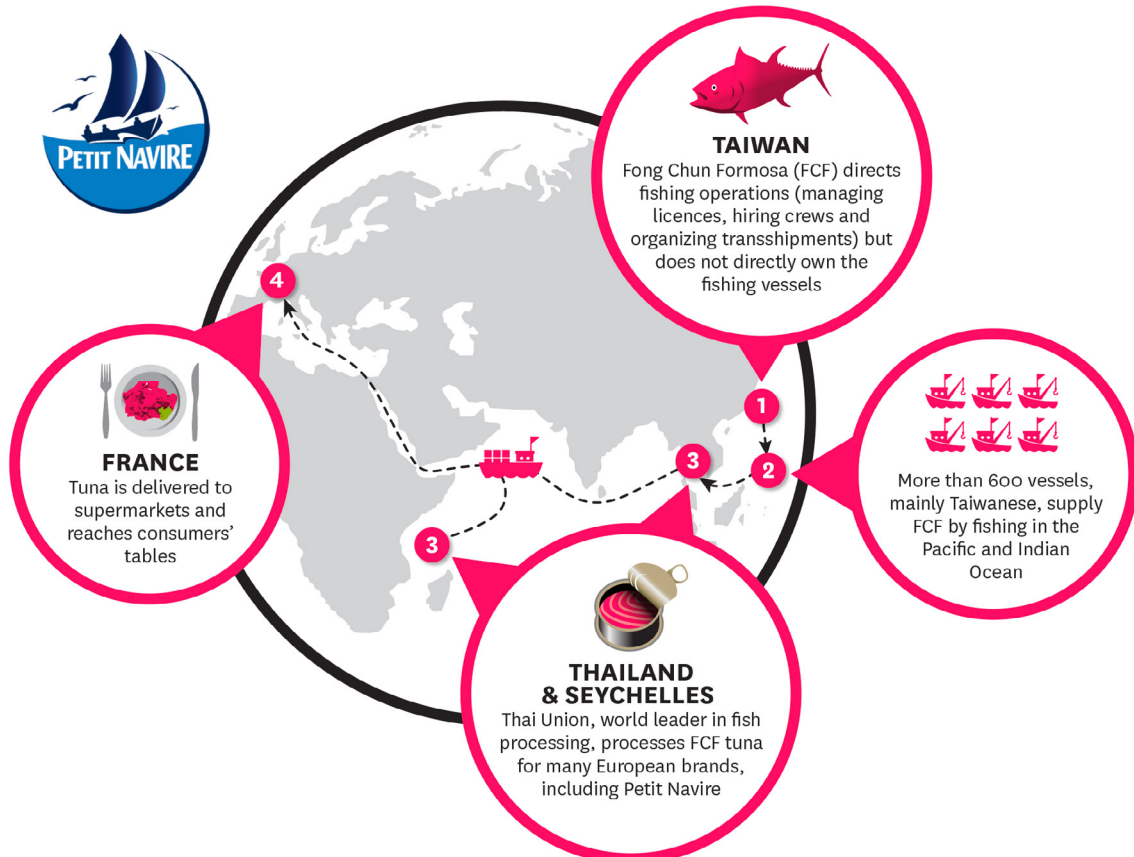 PETIT NAVIRE
TAIWAN
Fong Chun Formosa (FCF) directs
fishing operations (managing
licences, hiring crews and
organizing transshipments) but
does not directly own the
fishing vessels
1
2
More than 600 vessels,
mainly Taiwanese, supply
FCF by fishing in the
Pacific and Indian
Ocean
3
3
THAILAND
& SEYCHELLES
Thai Union, world leader in fish
processing, processes FCF tuna
for many European brands,
including Petit Navire
4
FRANCE
Tuna is delivered to
supermarkets and
reaches consumers'
tables